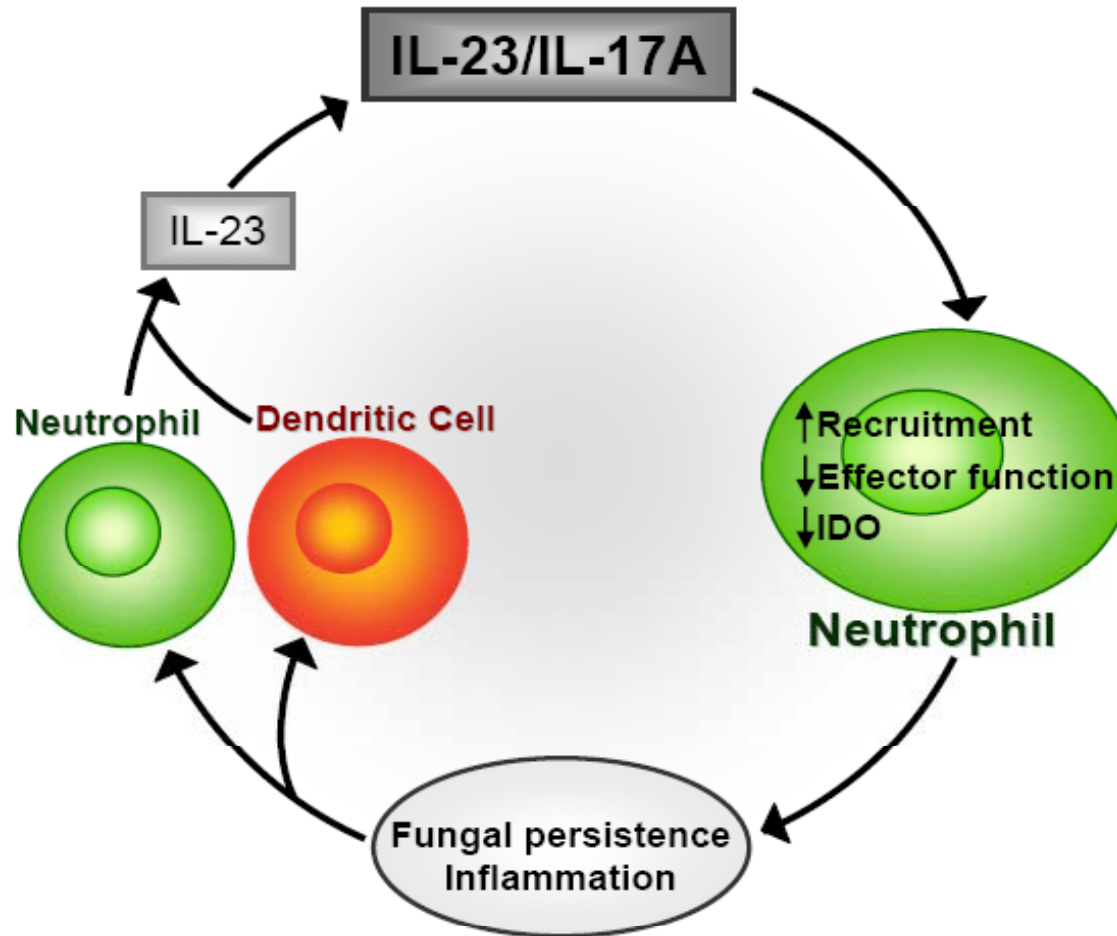 IL-23/IL-17A
IL-23
Neutrophil
Dendritic Cell
↑Recruitment
↓Effector function
↓IDO
Neutrophil
Fungal persistence
Inflammation